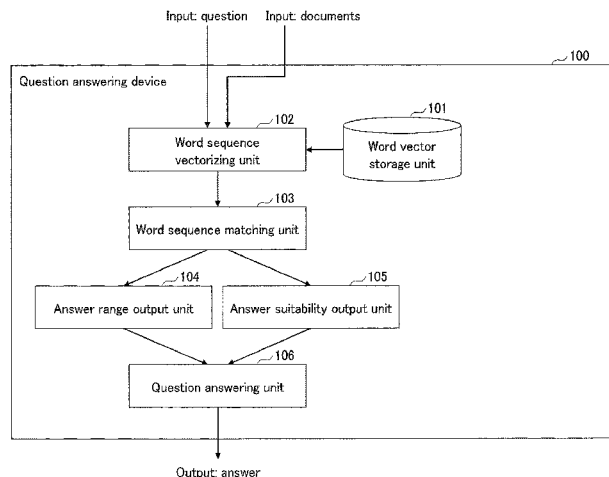 Input: question Input: documents
100
Question answering device
102
101
Word sequence
vectorizing unit
Word vector
storage unit
103
Word sequence matching unit
104
105
Answer range output unit
Answer suitability output unit
106
Question answering unit
Output: answer